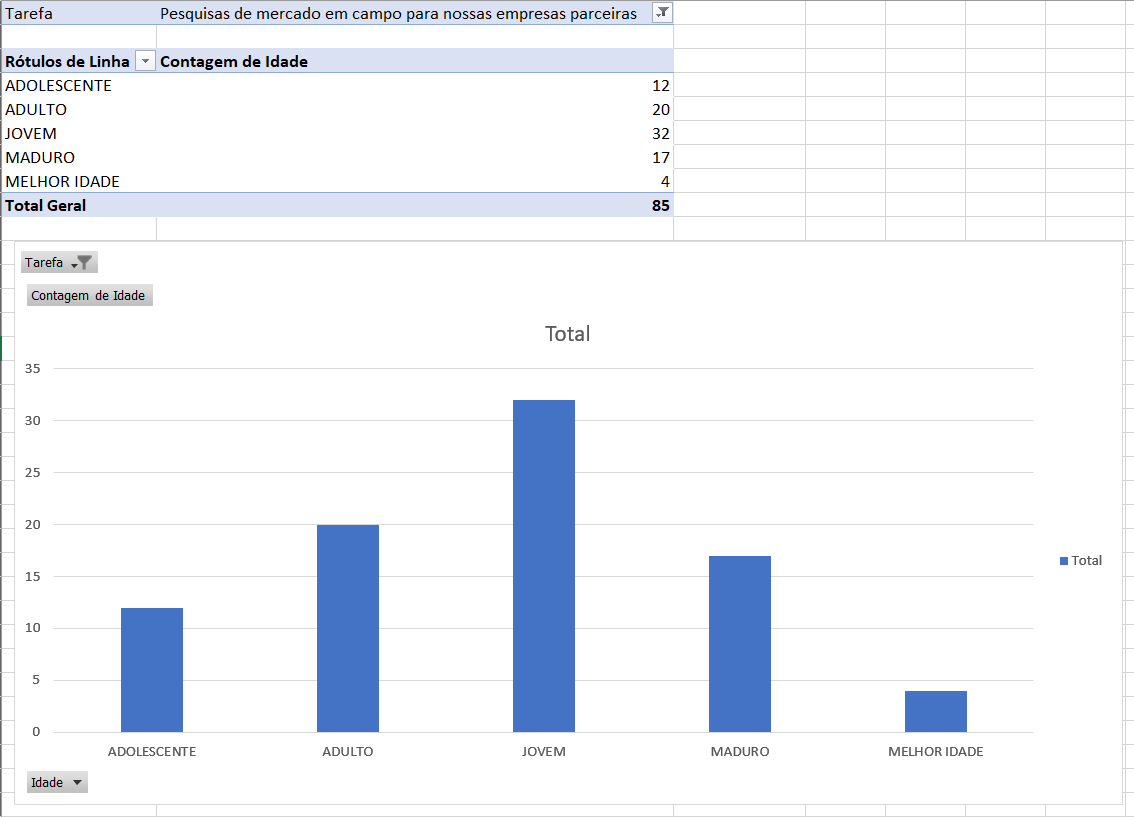 Tarefa Pesquisas de mercado em campo para nossas empresas parceiras
Rótulos de Linha Contagem de Idade
ADOLESCENTE 12
ADULTO 20
JOVEM 32
MADURO 17
MELHOR IDADE 4
Total Geral 85
Tarefa
Contagem de Idade
Total
35
30
25
20
15
10
5
0
Total
ADOLESCENTE ADULTO JOVEM MADURO MELHOR IDADE
Idade